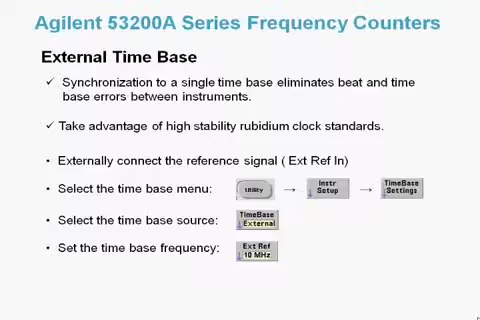 Agilent 53200A Series Frequency Counters
External Time Base
✓ Synchronization to a single time base eliminates beat and time
base errors between instruments.
✓ Take advantage of high stability rubidium clock standards.
• Externally connect the reference signal ( Ext Ref In)
• Select the time base menu: Utility → Instr Setup → TimeBase Settings
• Select the time base source: TimeBase External
• Set the time base frequency: Ext Ref 10 MHz